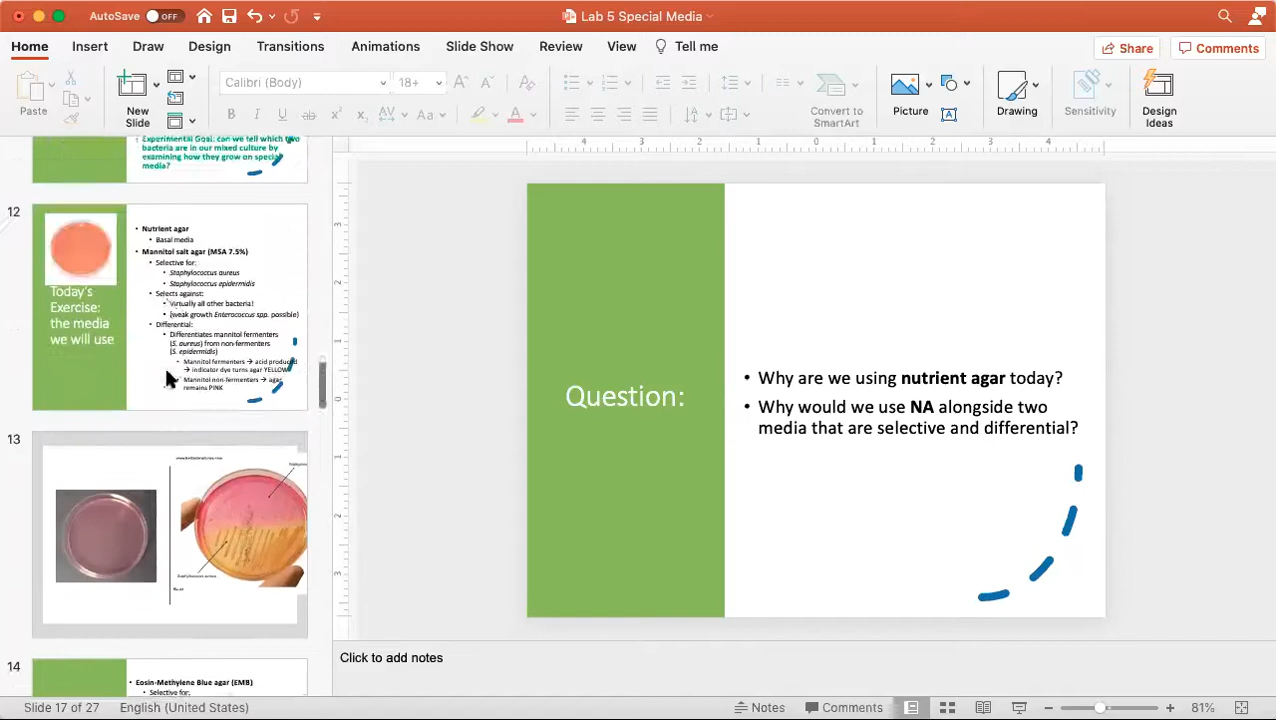 AutoSave OFF
Lab 5 Special Media
Home Insert Draw Design Transitions Animations Slide Show Review View Tell me
Share Comments
Paste
New
Slide
Calibri (Body) 18+
Convert to
SmartArt
Picture
Drawing
Sensitivity
Design
Ideas
Experimental Goal: can we tell which two
bacteria are in our mixed culture by
examining how they grow on special
media?
12
Today's
Exercise:
the media
we will use
• Nutrient agar
• Basal media
• Mannitol salt agar (MSA 7.5%)
• Selective for:
• Staphylococcus aureus
• Staphylococcus epidermidis
• Selects against:
• Virtually all other bacteria!
• (weak growth Enterococcus spp. possible)
• Differential:
• Differentiates mannitol fermenters
(S. aureus) from non-fermenters
(S. epidermidis)
• Mannitol fermenters → acid produced
→ indicator dye turns agar YELLOW
Mannitol non-fermenters → agar
remains PINK
13
14
• Eosin-Methylene Blue agar (EMB)
• Selective for:
Question:
• Why are we using nutrient agar today?
• Why would we use NA alongside two
media that are selective and differential?
Click to add notes
Slide 17 of 27 English (United States) Notes Comments 81%